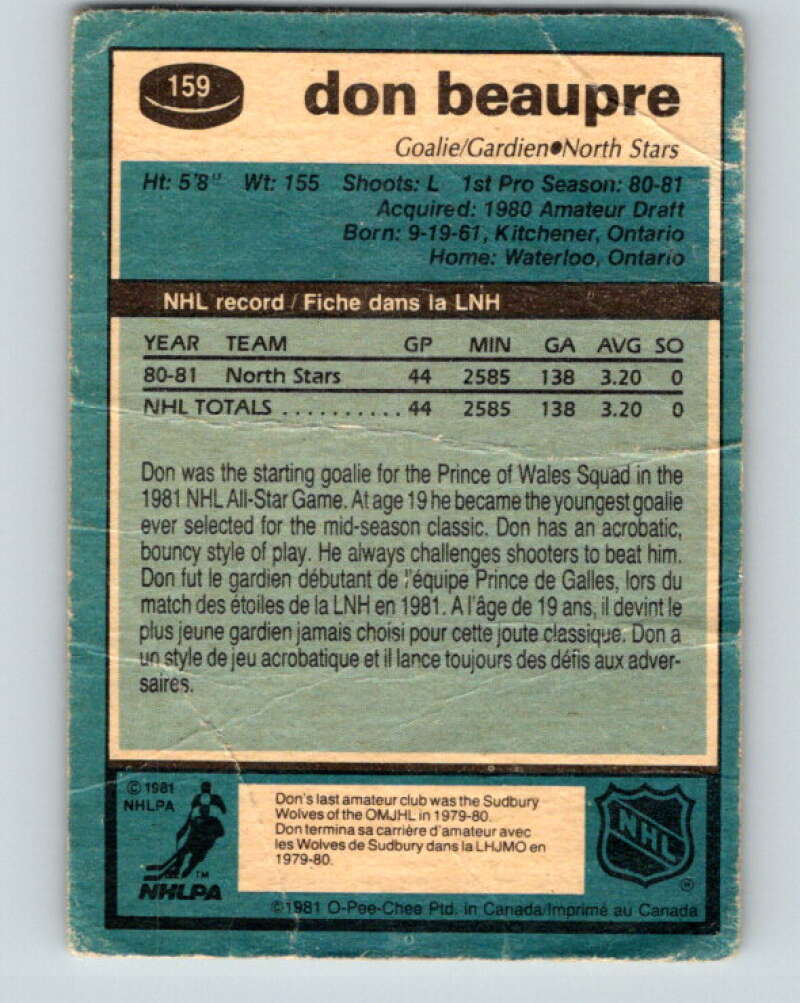 159
don beaupre
Goalie/Gardien●North Stars
Ht: 5'8" Wt: 155 Shoots: L 1st Pro Season: 80-81
Acquired: 1980 Amateur Draft
Born: 9-19-61, Kitchener, Ontario
Home: Waterloo, Ontario
NHL record / Fiche dans la LNH
YEAR TEAM GP MIN GA AVG SO
80-81 North Stars 44 2585 138 3.20 0
NHL TOTALS .......... 44 2585 138 3.20 0
Don was the starting goalie for the Prince of Wales Squad in the
1981 NHL All-Star Game. At age 19 he became the youngest goalie
ever selected for the mid-season classic. Don has an acrobatic,
bouncy style of play. He always challenges shooters to beat him.
Don fut le gardien débutant de l'équipe Prince de Galles, lors du
match des étoiles de la LNH en 1981. A l'âge de 19 ans, il devint le
plus jeune gardien jamais choisi pour cette joute classique. Don a
un style de jeu acrobatique et il lance toujours des défis aux adver-
saires.
© 1981
NHLPA
TM
NHLPA
Don's last amateur club was the Sudbury
Wolves of the OMJHL in 1979-80.
Don termina sa carrière d'amateur avec
les Wolves de Sudbury dans la LHJMO en
1979-80.
NHL
®
©1981 O-Pee-Chee Ptd. in Canada/Imprimé au Canada